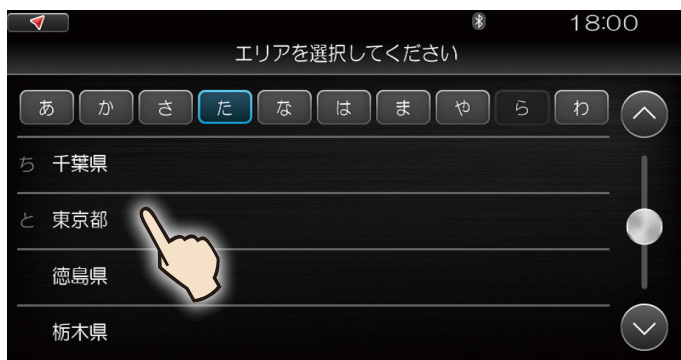 18:00
エリアを選択してください
あ か さ た な は ま や ら わ
ち 千葉県
と 東京都
徳島県
栃木県